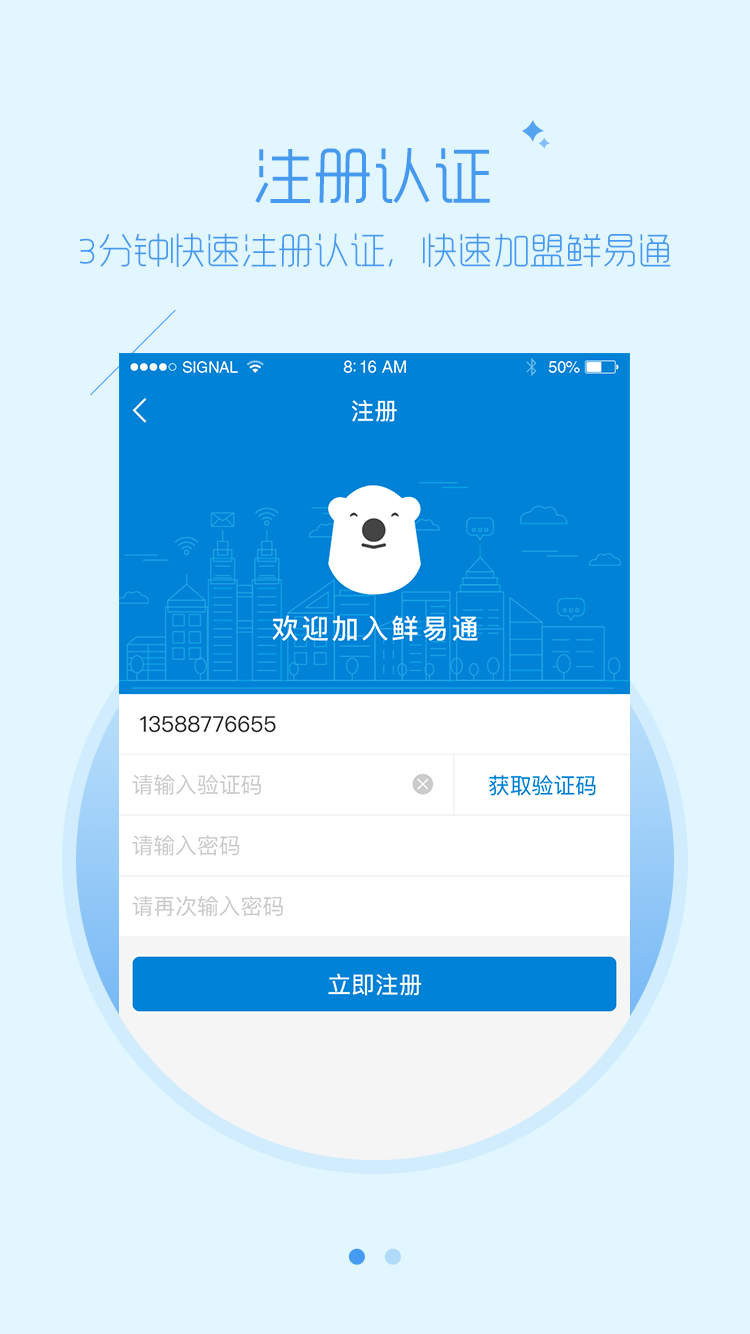 注册认证
3分钟快速注册认证，快速加盟鲜易通
SIGNAL 8:16 AM 50%
注册
欢迎加入鲜易通
13588776655
请输入验证码 获取验证码
请输入密码
请再次输入密码
立即注册